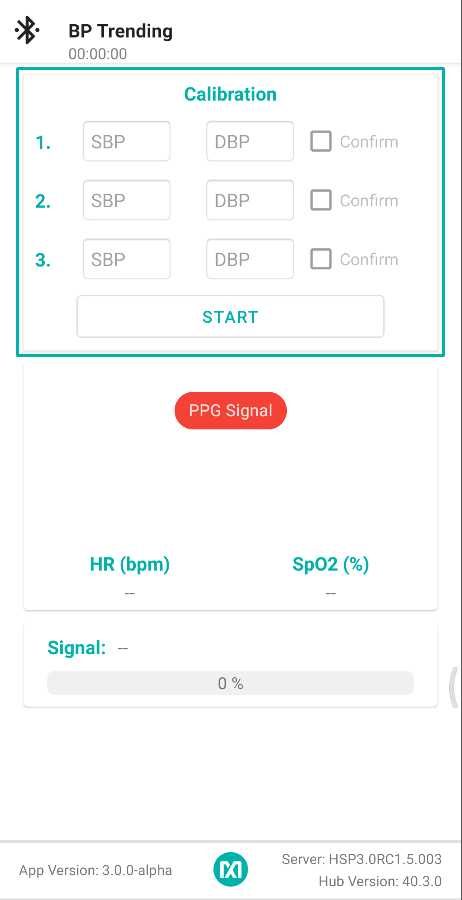 BP Trending
00:00:00
Calibration
1. SBP DBP Confirm
2. SBP DBP Confirm
3. SBP DBP Confirm
START
PPG Signal
HR (bpm) SpO2 (%)
-- --
Signal: --
0 %
App Version: 3.0.0-alpha
Server: HSP3.0RC1.5.003
Hub Version: 40.3.0